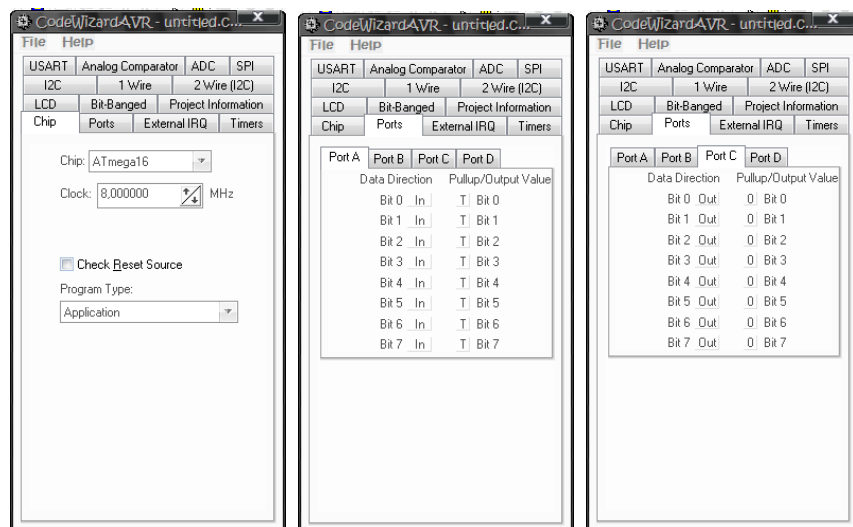 CodeWizardAVR - untitled.c...
File Help
USART Analog Comparator ADC SPI
I2C 1 Wire 2 Wire (I2C)
LCD Bit-Banged Project Information
Chip Ports External IRQ Timers
Chip: ATmega16
Clock: 8,000000 MHz
Check Reset Source
Program Type:
Application
CodeWizardAVR - untitled.c...
File Help
USART Analog Comparator ADC SPI
I2C 1 Wire 2 Wire (I2C)
LCD Bit-Banged Project Information
Chip Ports External IRQ Timers
Port A Port B Port C Port D
Data Direction Pullup/Output Value
Bit 0 In T Bit 0
Bit 1 In T Bit 1
Bit 2 In T Bit 2
Bit 3 In T Bit 3
Bit 4 In T Bit 4
Bit 5 In T Bit 5
Bit 6 In T Bit 6
Bit 7 In T Bit 7
CodeWizardAVR - untitled.c...
File Help
USART Analog Comparator ADC SPI
I2C 1 Wire 2 Wire (I2C)
LCD Bit-Banged Project Information
Chip Ports External IRQ Timers
Port A Port B Port C Port D
Data Direction Pullup/Output Value
Bit 0 Out 0 Bit 0
Bit 1 Out 0 Bit 1
Bit 2 Out 0 Bit 2
Bit 3 Out 0 Bit 3
Bit 4 Out 0 Bit 4
Bit 5 Out 0 Bit 5
Bit 6 Out 0 Bit 6
Bit 7 Out 0 Bit 7